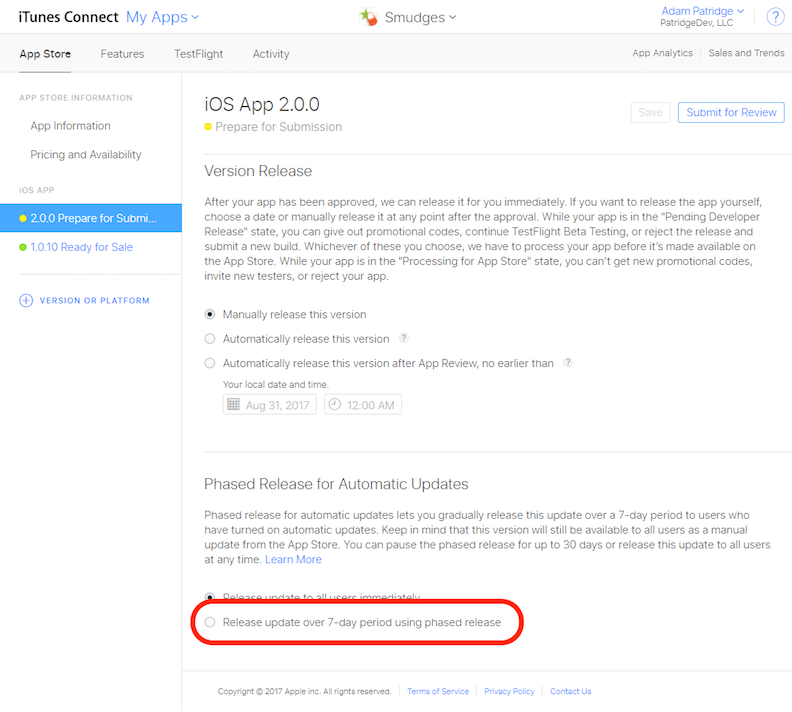 iTunes Connect My Apps
Smudges
Adam Patridge
PatridgeDev, LLC
?
App Store Features TestFlight Activity
App Analytics Sales and Trends
APP STORE INFORMATION
App Information
Pricing and Availability
iOS APP
2.0.0 Prepare for Submi...
1.0.10 Ready for Sale
VERSION OR PLATFORM
iOS App 2.0.0
Prepare for Submission
Save Submit for Review
Version Release
After your app has been approved, we can release it for you immediately. If you want to release the app yourself,
choose a date or manually release it at any point after the approval. While your app is in the "Pending Developer
Release" state, you can give out promotional codes, continue TestFlight Beta Testing, or reject the release and
submit a new build. Whichever of these you choose, we have to process your app before it's made available on
the App Store. While your app is in the "Processing for App Store" state, you can't get new promotional codes,
invite new testers, or reject your app.
Manually release this version
Automatically release this version ?
Automatically release this version after App Review, no earlier than ?
Your local date and time.
Aug 31, 2017 12:00 AM
Phased Release for Automatic Updates
Phased release for automatic updates lets you gradually release this update over a 7-day period to users who
have turned on automatic updates. Keep in mind that this version will still be available to all users as a manual
update from the App Store. You can pause the phased release for up to 30 days or release this update to all users
at any time. Learn More
Release update to all users immediately
Release update over 7-day period using phased release
Copyright © 2017 Apple Inc. All rights reserved. Terms of Service Privacy Policy Contact Us